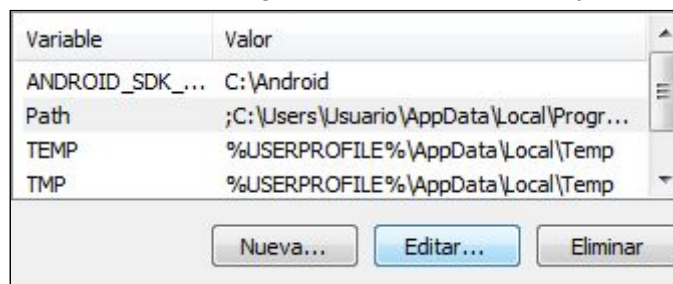 Variable Valor
ANDROID_SDK_... C:\Android
Path ;C:\Users\Usuario\AppData\Local\Progr...
TEMP %USERPROFILE%\AppData\Local\Temp
TMP %USERPROFILE%\AppData\Local\Temp
Nueva... Editar... Eliminar